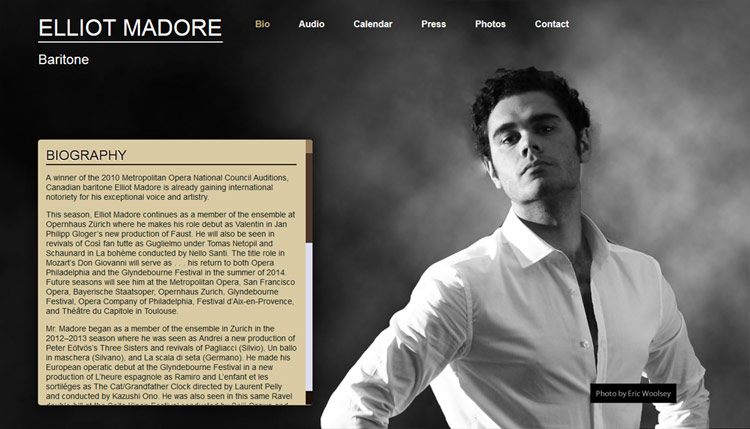 ELLIOT MADORE
Baritone
Bio Audio Calendar Press Photos Contact
BIOGRAPHY
A winner of the 2010 Metropolitan Opera National Council Auditions,
Canadian baritone Elliot Madore is already gaining international
notoriety for his exceptional voice and artistry.
This season, Elliot Madore continues as a member of the ensemble at
Opernhaus Zürich where he makes his role debut as Valentin in Jan
Philipp Gloger's new production of Faust. He will also be seen in
revivals of Così fan tutte as Guglielmo under Tomas Netopil and
Schaunard in La bohème conducted by Nello Santi. The title role in
Mozart's Don Giovanni will serve as . . . his return to both Opera
Philadelphia and the Glyndebourne Festival in the summer of 2014.
Future seasons will see him at the Metropolitan Opera, San Francisco
Opera, Bayerische Staatsoper, Opernhaus Zurich, Glyndebourne
Festival, Opera Company of Philadelphia, Festival d'Aix-en-Provence,
and Théâtre du Capitole in Toulouse.
Mr. Madore began as a member of the ensemble in Zurich in the
2012–2013 season where he was seen as Andrei a new production of
Peter Eötvös's Three Sisters and revivals of Pagliacci (Silvio), Un ballo
in maschera (Silvano), and La scala di seta (Germano). He made his
European operatic debut at the Glyndebourne Festival in a new
production of L'heure espagnole as Ramiro and L'enfant et les
sortilèges as The Cat/Grandfather Clock directed by Laurent Pelly
and conducted by Kazushi Ono. He was also seen in this same Ravel
Photo by Eric Woolsey